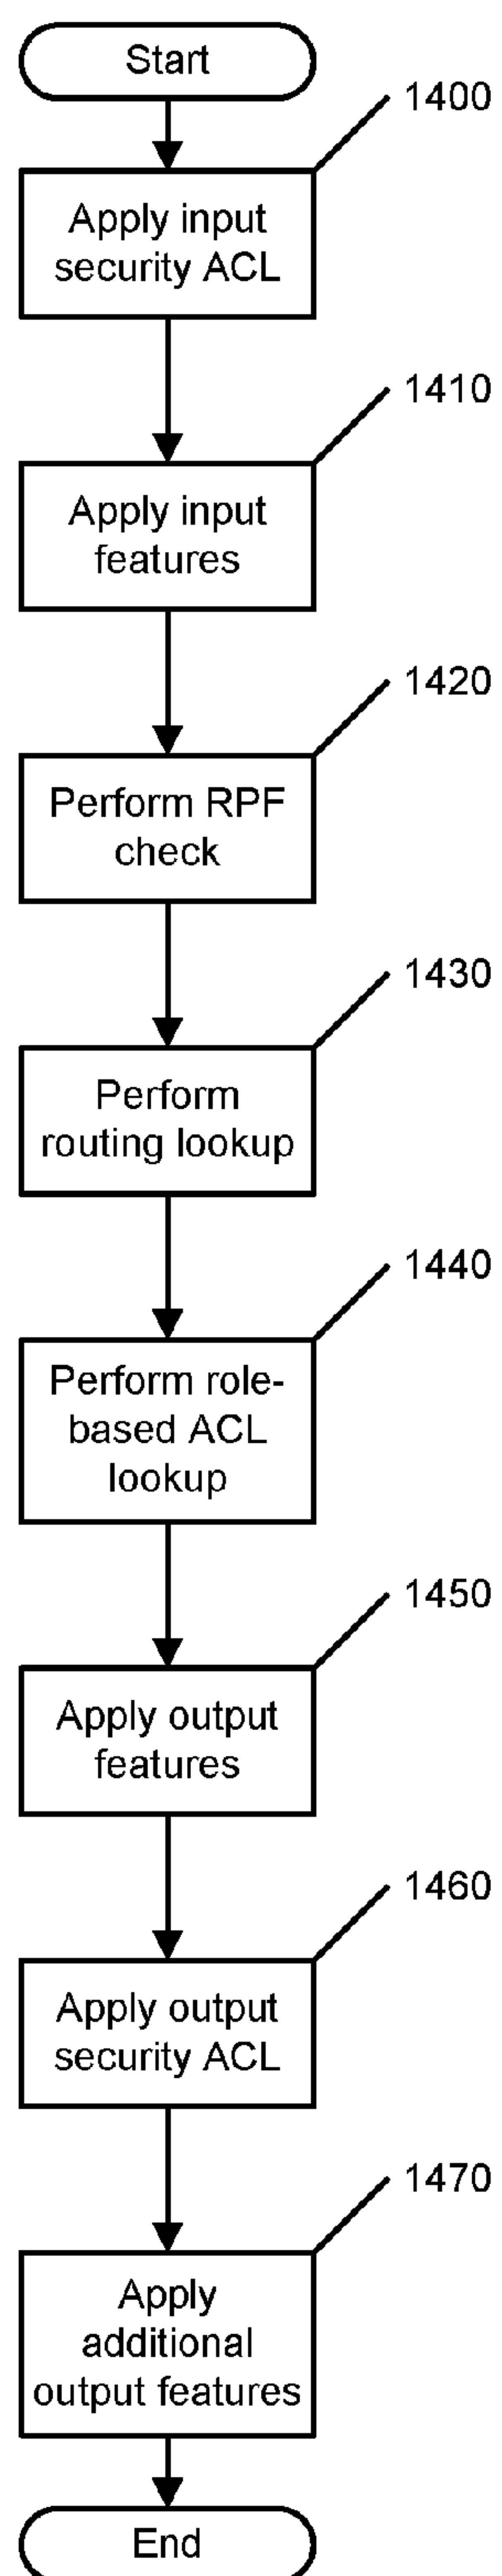 Start
1400
Apply input
security ACL
1410
Apply input
features
1420
Perform RPF
check
1430
Perform
routing lookup
1440
Perform role-
based ACL
lookup
1450
Apply output
features
1460
Apply output
security ACL
1470
Apply
additional
output features
End